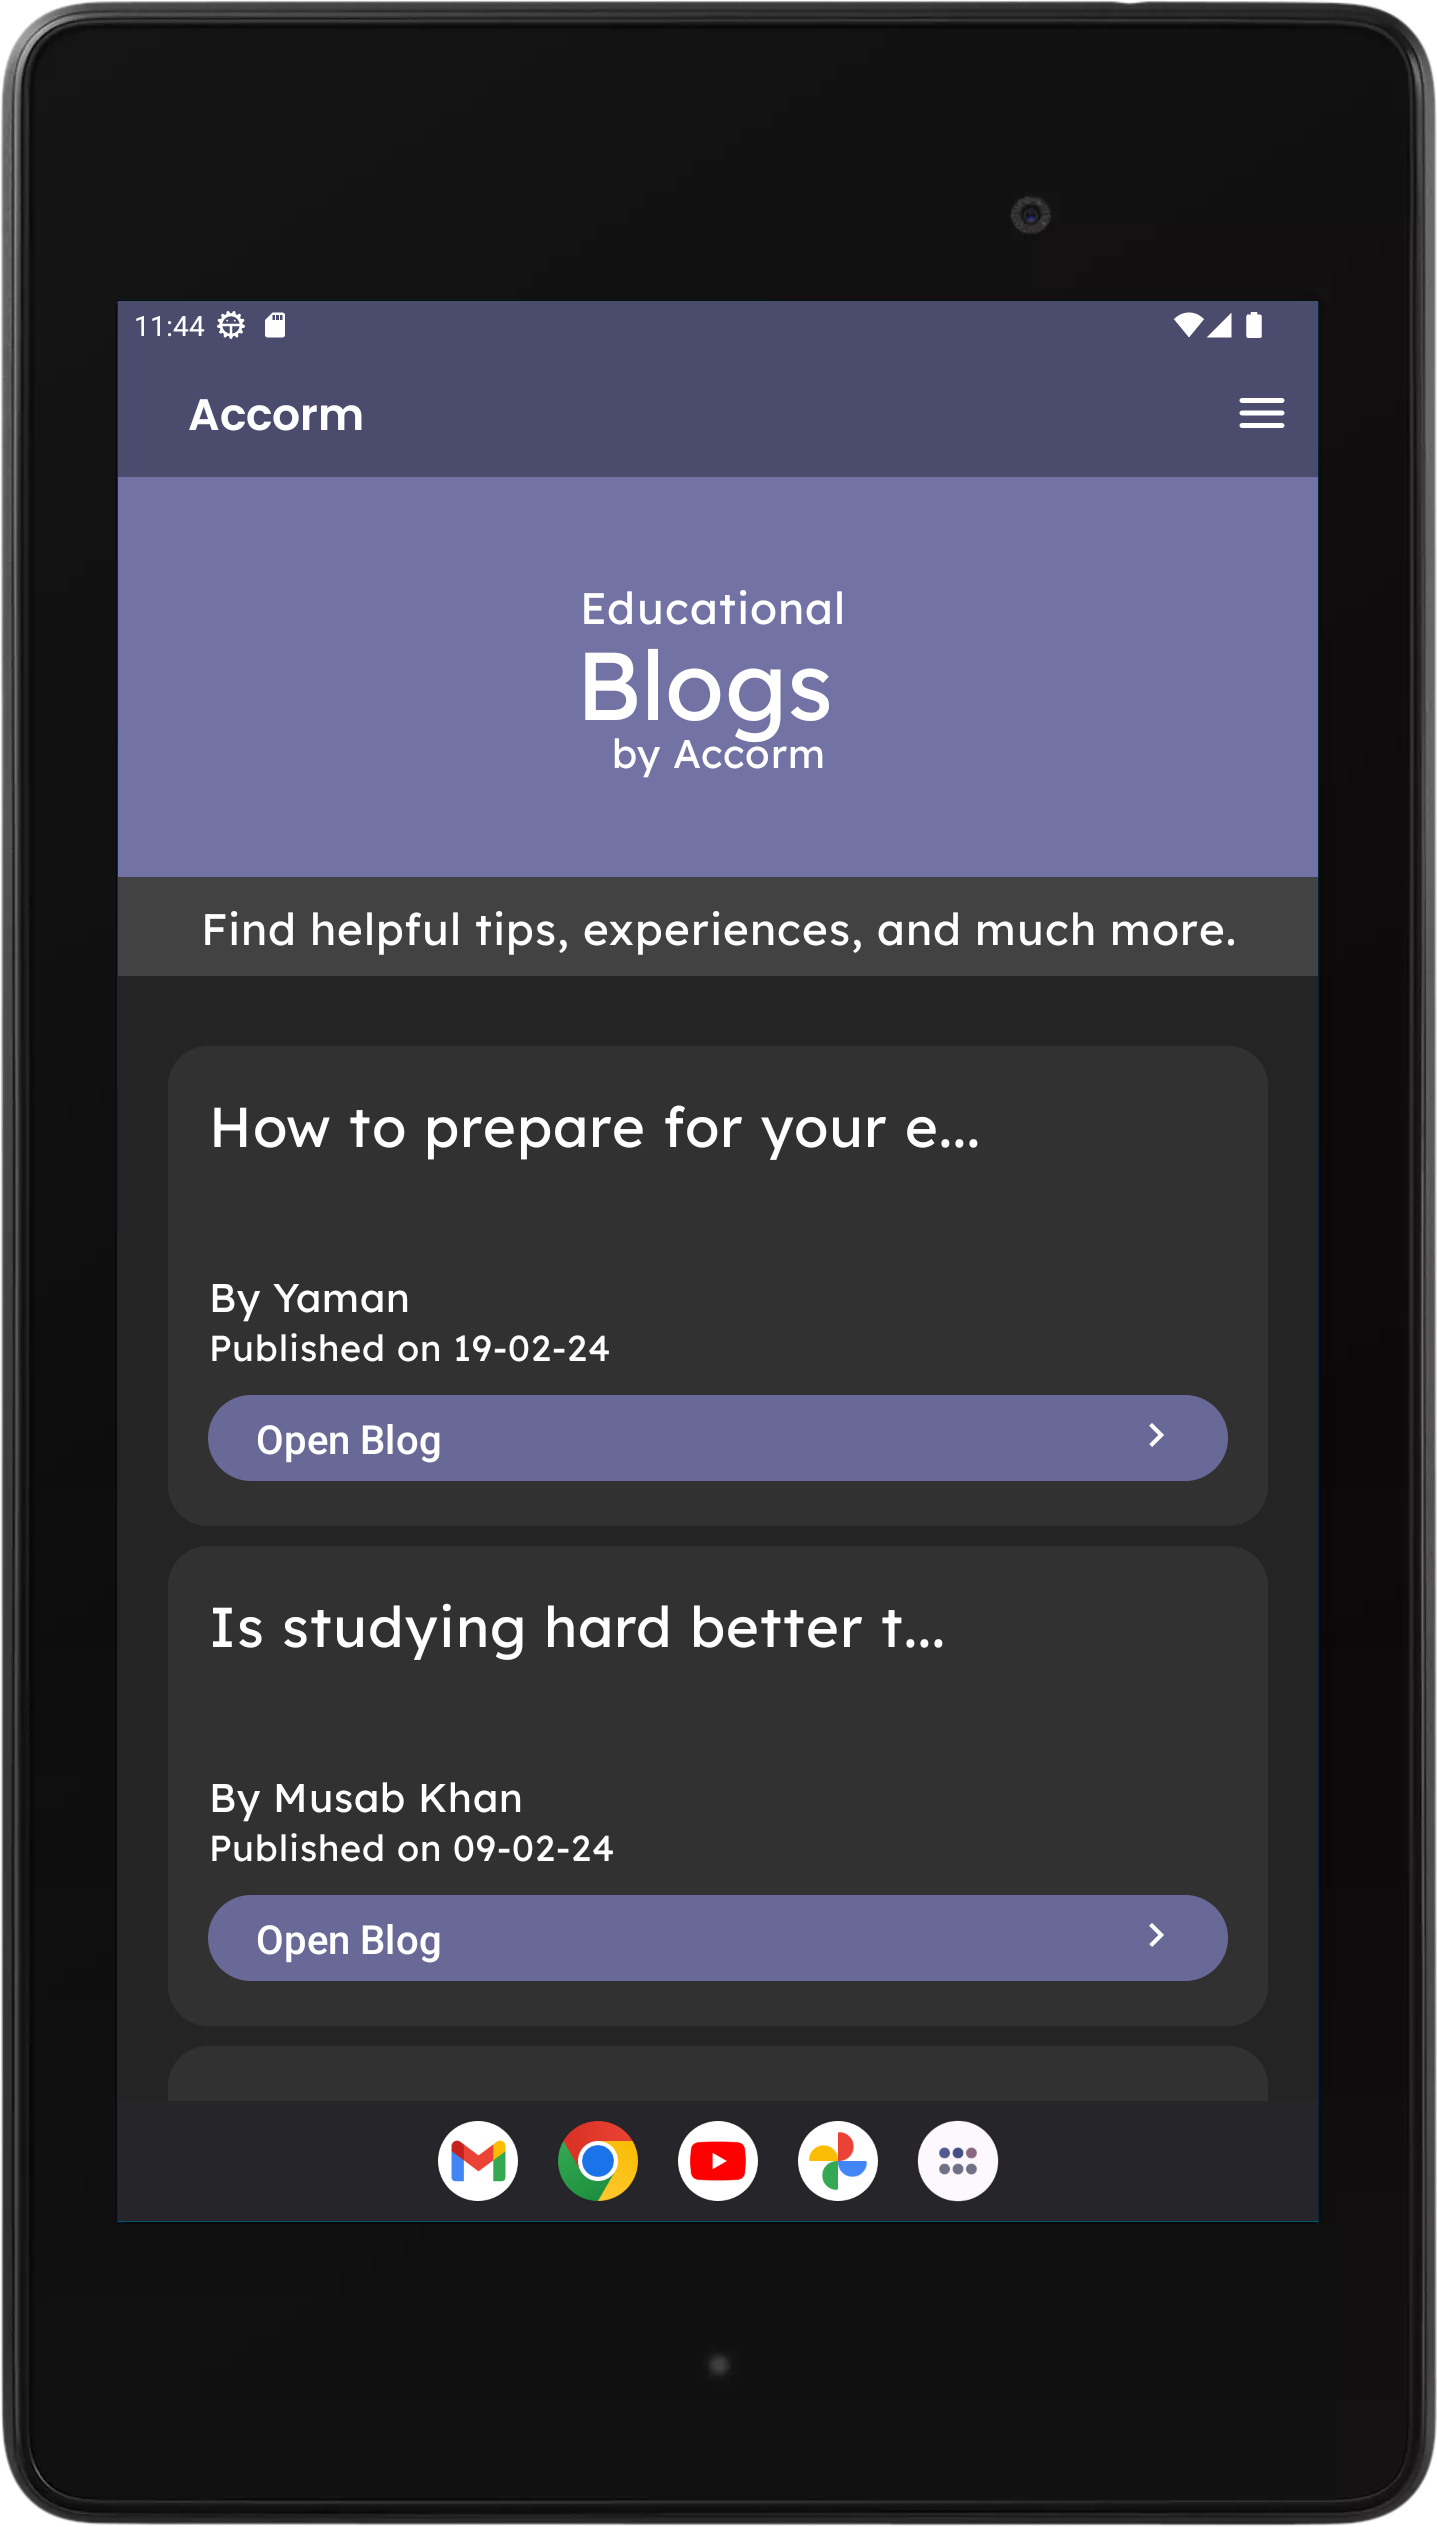 11:44
Accorm
Educational
Blogs
by Accorm
Find helpful tips, experiences, and much more.
How to prepare for your e...
By Yaman
Published on 19-02-24
Open Blog
Is studying hard better t...
By Musab Khan
Published on 09-02-24
Open Blog